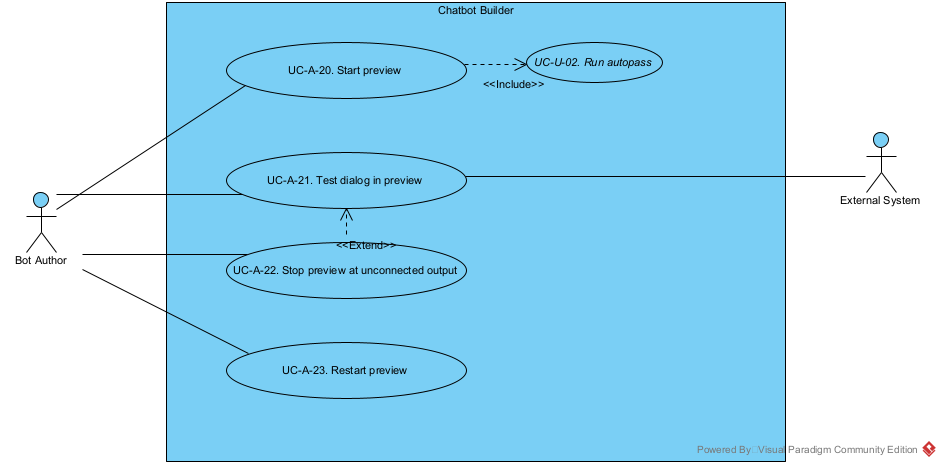 Chatbot Builder
UC-A-20. Start preview
UC-U-02. Run autopass
<<Include>>
UC-A-21. Test dialog in preview
External System
<<Extend>>
Bot Author
UC-A-22. Stop preview at unconnected output
UC-A-23. Restart preview
Powered By Visual Paradigm Community Edition